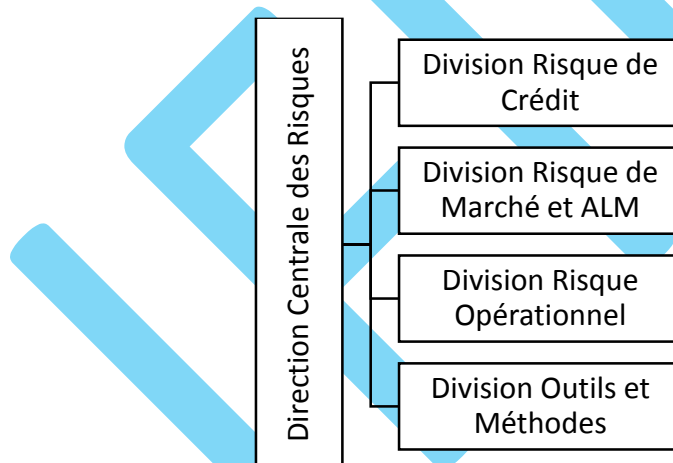 Direction Centrale des Risques
Division Risque de
Crédit
Division Risque de
Marché et ALM
Division Risque
Opérationnel
Division Outils et
Méthodes